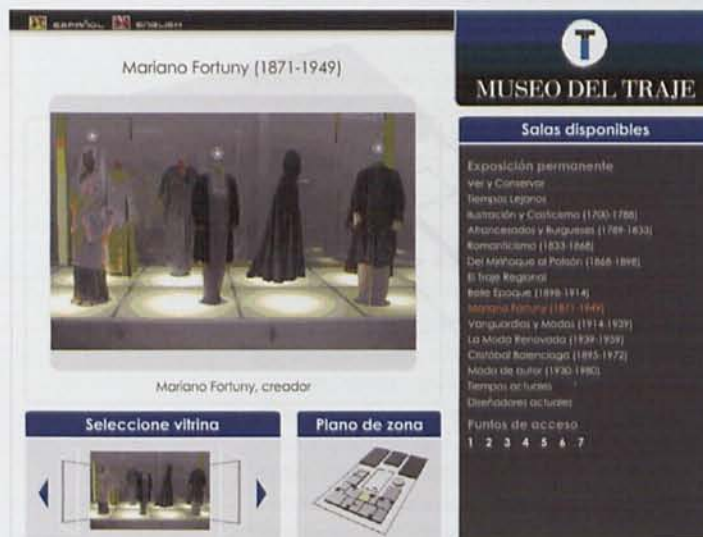 ESPAÑOL ENGLISH
Mariano Fortuny (1871-1949)
Mariano Fortuny, creador
Seleccione vitrina
Plano de zona
T
MUSEO DEL TRAJE
Salas disponibles
Exposición permanente
Ver y Conservar
Tiempos Lejanos
Ilustración y Casticismo (1700-1788)
Afrancesados y Burgueses (1789-1833)
Romanticismo (1833-1868)
Del Miriñaque al Polisón (1868-1898)
El Traje Regional
Belle Epoque (1898-1914)
Mariano Fortuny (1871-1949)
Vanguardias y Modas (1914-1939)
La Moda Renovada (1939-1959)
Cristóbal Balenciaga (1895-1972)
Moda de autor (1930-1980)
Tiempos actuales
Diseñadores actuales
Puntos de acceso
1 2 3 4 5 6 7